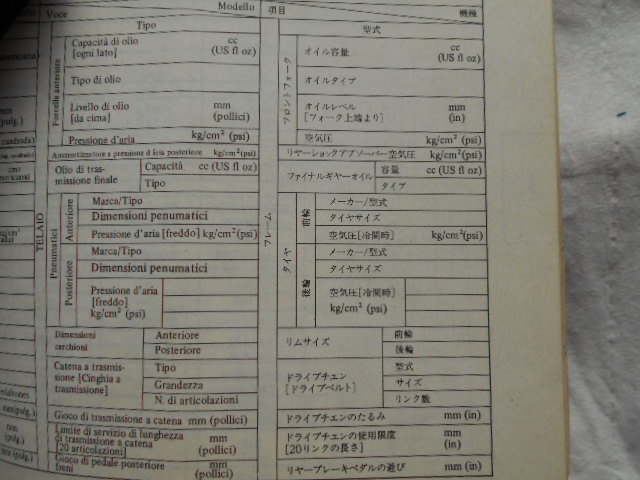 Voce
Modello
Tipo
TELAIO
Forcella anteriore
Capacità di olio
[ogni lato]
cc
(US fl oz)
Tipo di olio
Livello di olio
[da cima]
mm
(pollici)
Pressione d'aria
kg/cm² (psi)
Ammortizzatore a pressione d'aria posteriore
kg/cm²(psi)
Olio di tras-
missione finale
Capacità
cc (US fl oz)
Tipo
Pneumatici
Anteriore
Marca/Tipo
Dimensioni penumatici
Pressione d'aria [freddo] kg/cm²(psi)
Posteriore
Marca/Tipo
Dimensioni penumatici
Pressione d'aria
[freddo]
kg/cm² (psi)
Dimensioni
cerchioni
Anteriore
Posteriore
Catena a trasmis-
sione [Cinghia a
trasmissione]
Tipo
Grandezza
N. di articolazioni
Gioco di trasmissione a catena mm (pollici)
Limite di servizio di lunghezza
di trasmissione a catena
[20 articolazioni]
mm
(pollici)
Gioco di pedale posteriore
freni
mm
(pollici)
項目
機種
型式
フレーム
フロントフォーク
オイル容量
cc
(US fl oz)
オイルタイプ
オイルレベル
[フォーク上端より]
mm
(in)
空気圧
kg/cm² (psi)
リヤーショックアブソーバー空気圧
kg/cm²(psi)
ファイナルギヤーオイル
容量
cc (US fl oz)
タイプ
タイヤ
前輪
メーカー/型式
タイヤサイズ
空気圧[冷間時]
kg/cm²(psi)
後輪
メーカー/型式
タイヤサイズ
空気圧[冷間時]
kg/cm² (psi)
リムサイズ
前輪
後輪
ドライブチェン
[ドライブベルト]
型式
サイズ
リンク数
ドライブチェンのたるみ
mm (in)
ドライブチェンの使用限度
[20リンクの長さ]
mm
(in)
リヤーブレーキペダルの遊び
mm (in)